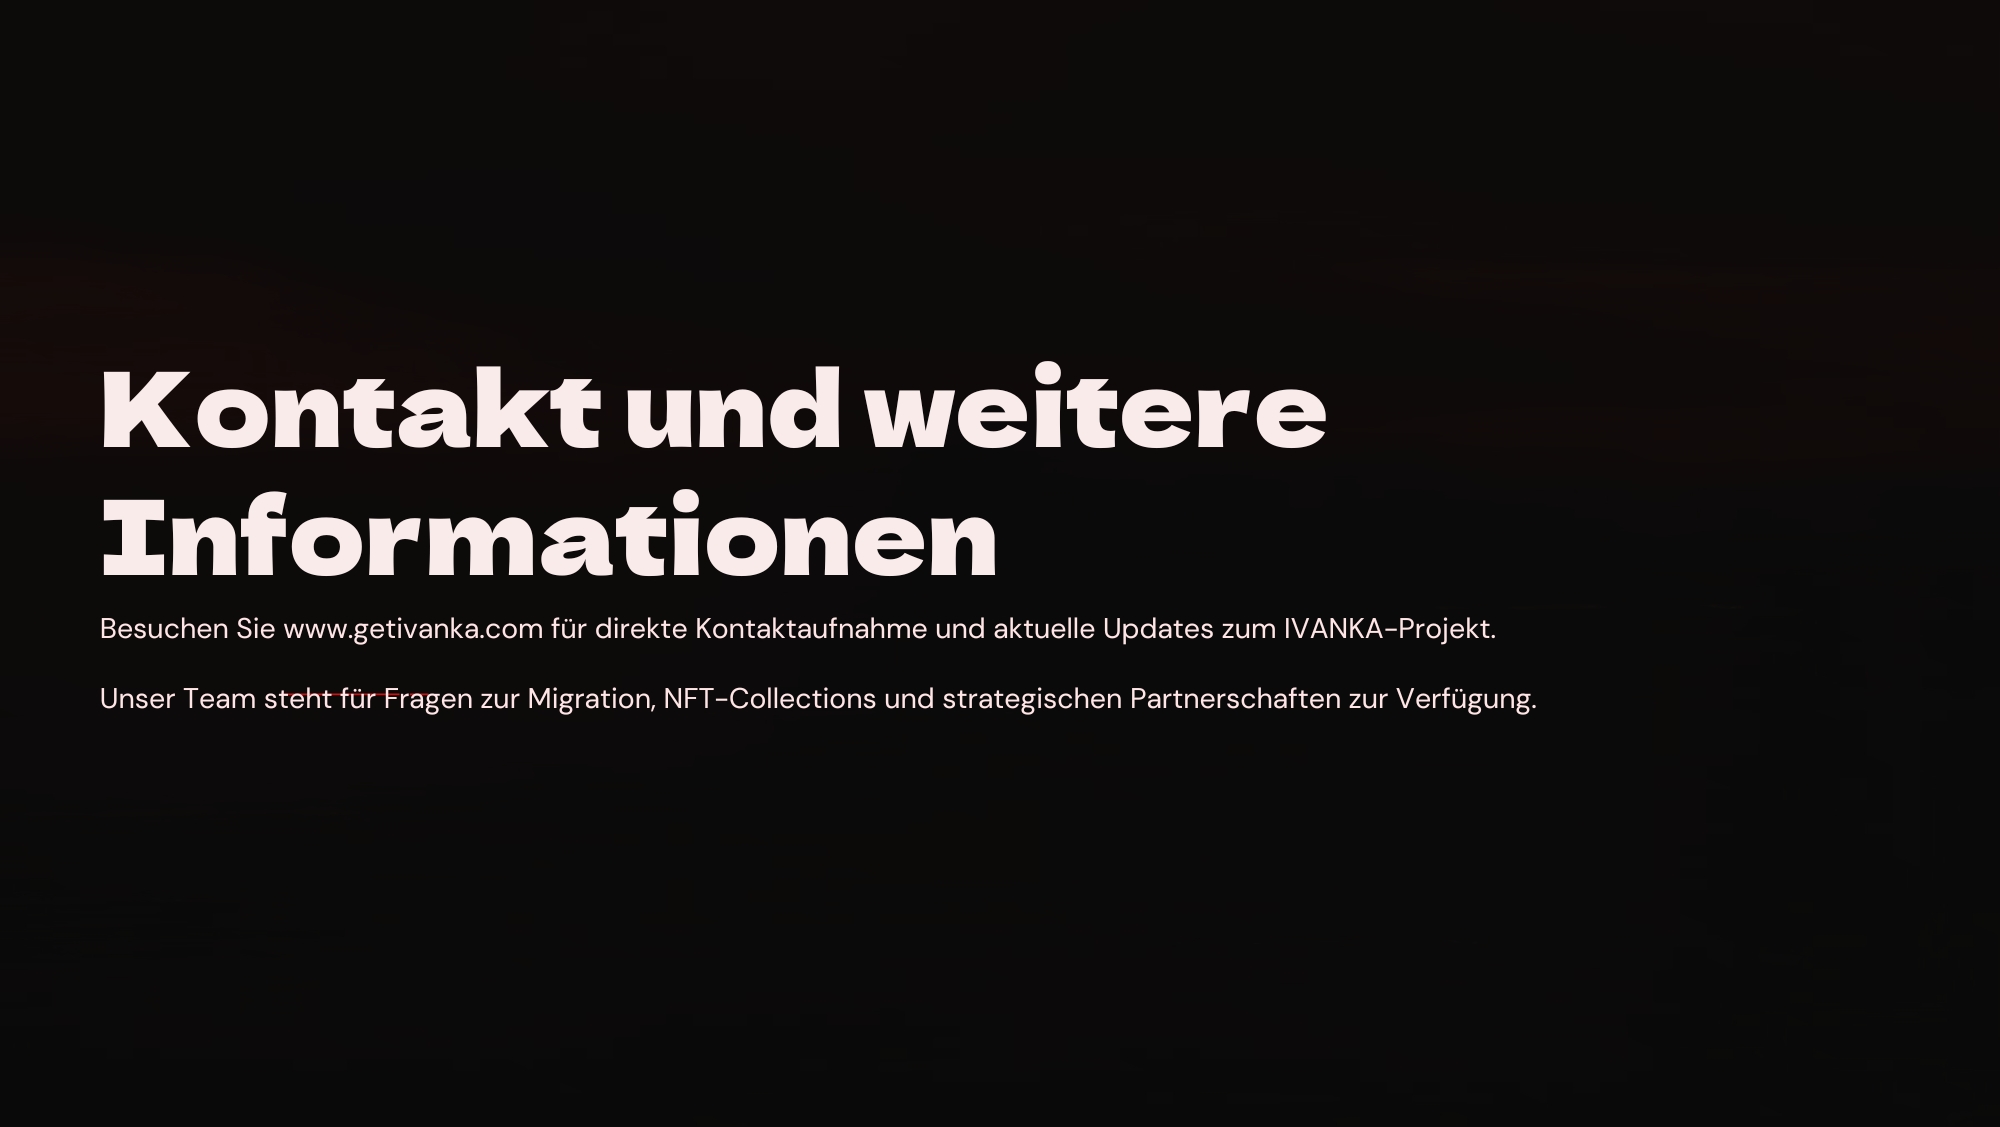 Kontakt und weitere
Informationen
Besuchen Sie www.getivanka.com für direkte Kontaktaufnahme und aktuelle Updates zum IVANKA-Projekt.
Unser Team steht für Fragen zur Migration, NFT-Collections und strategischen Partnerschaften zur Verfügung.